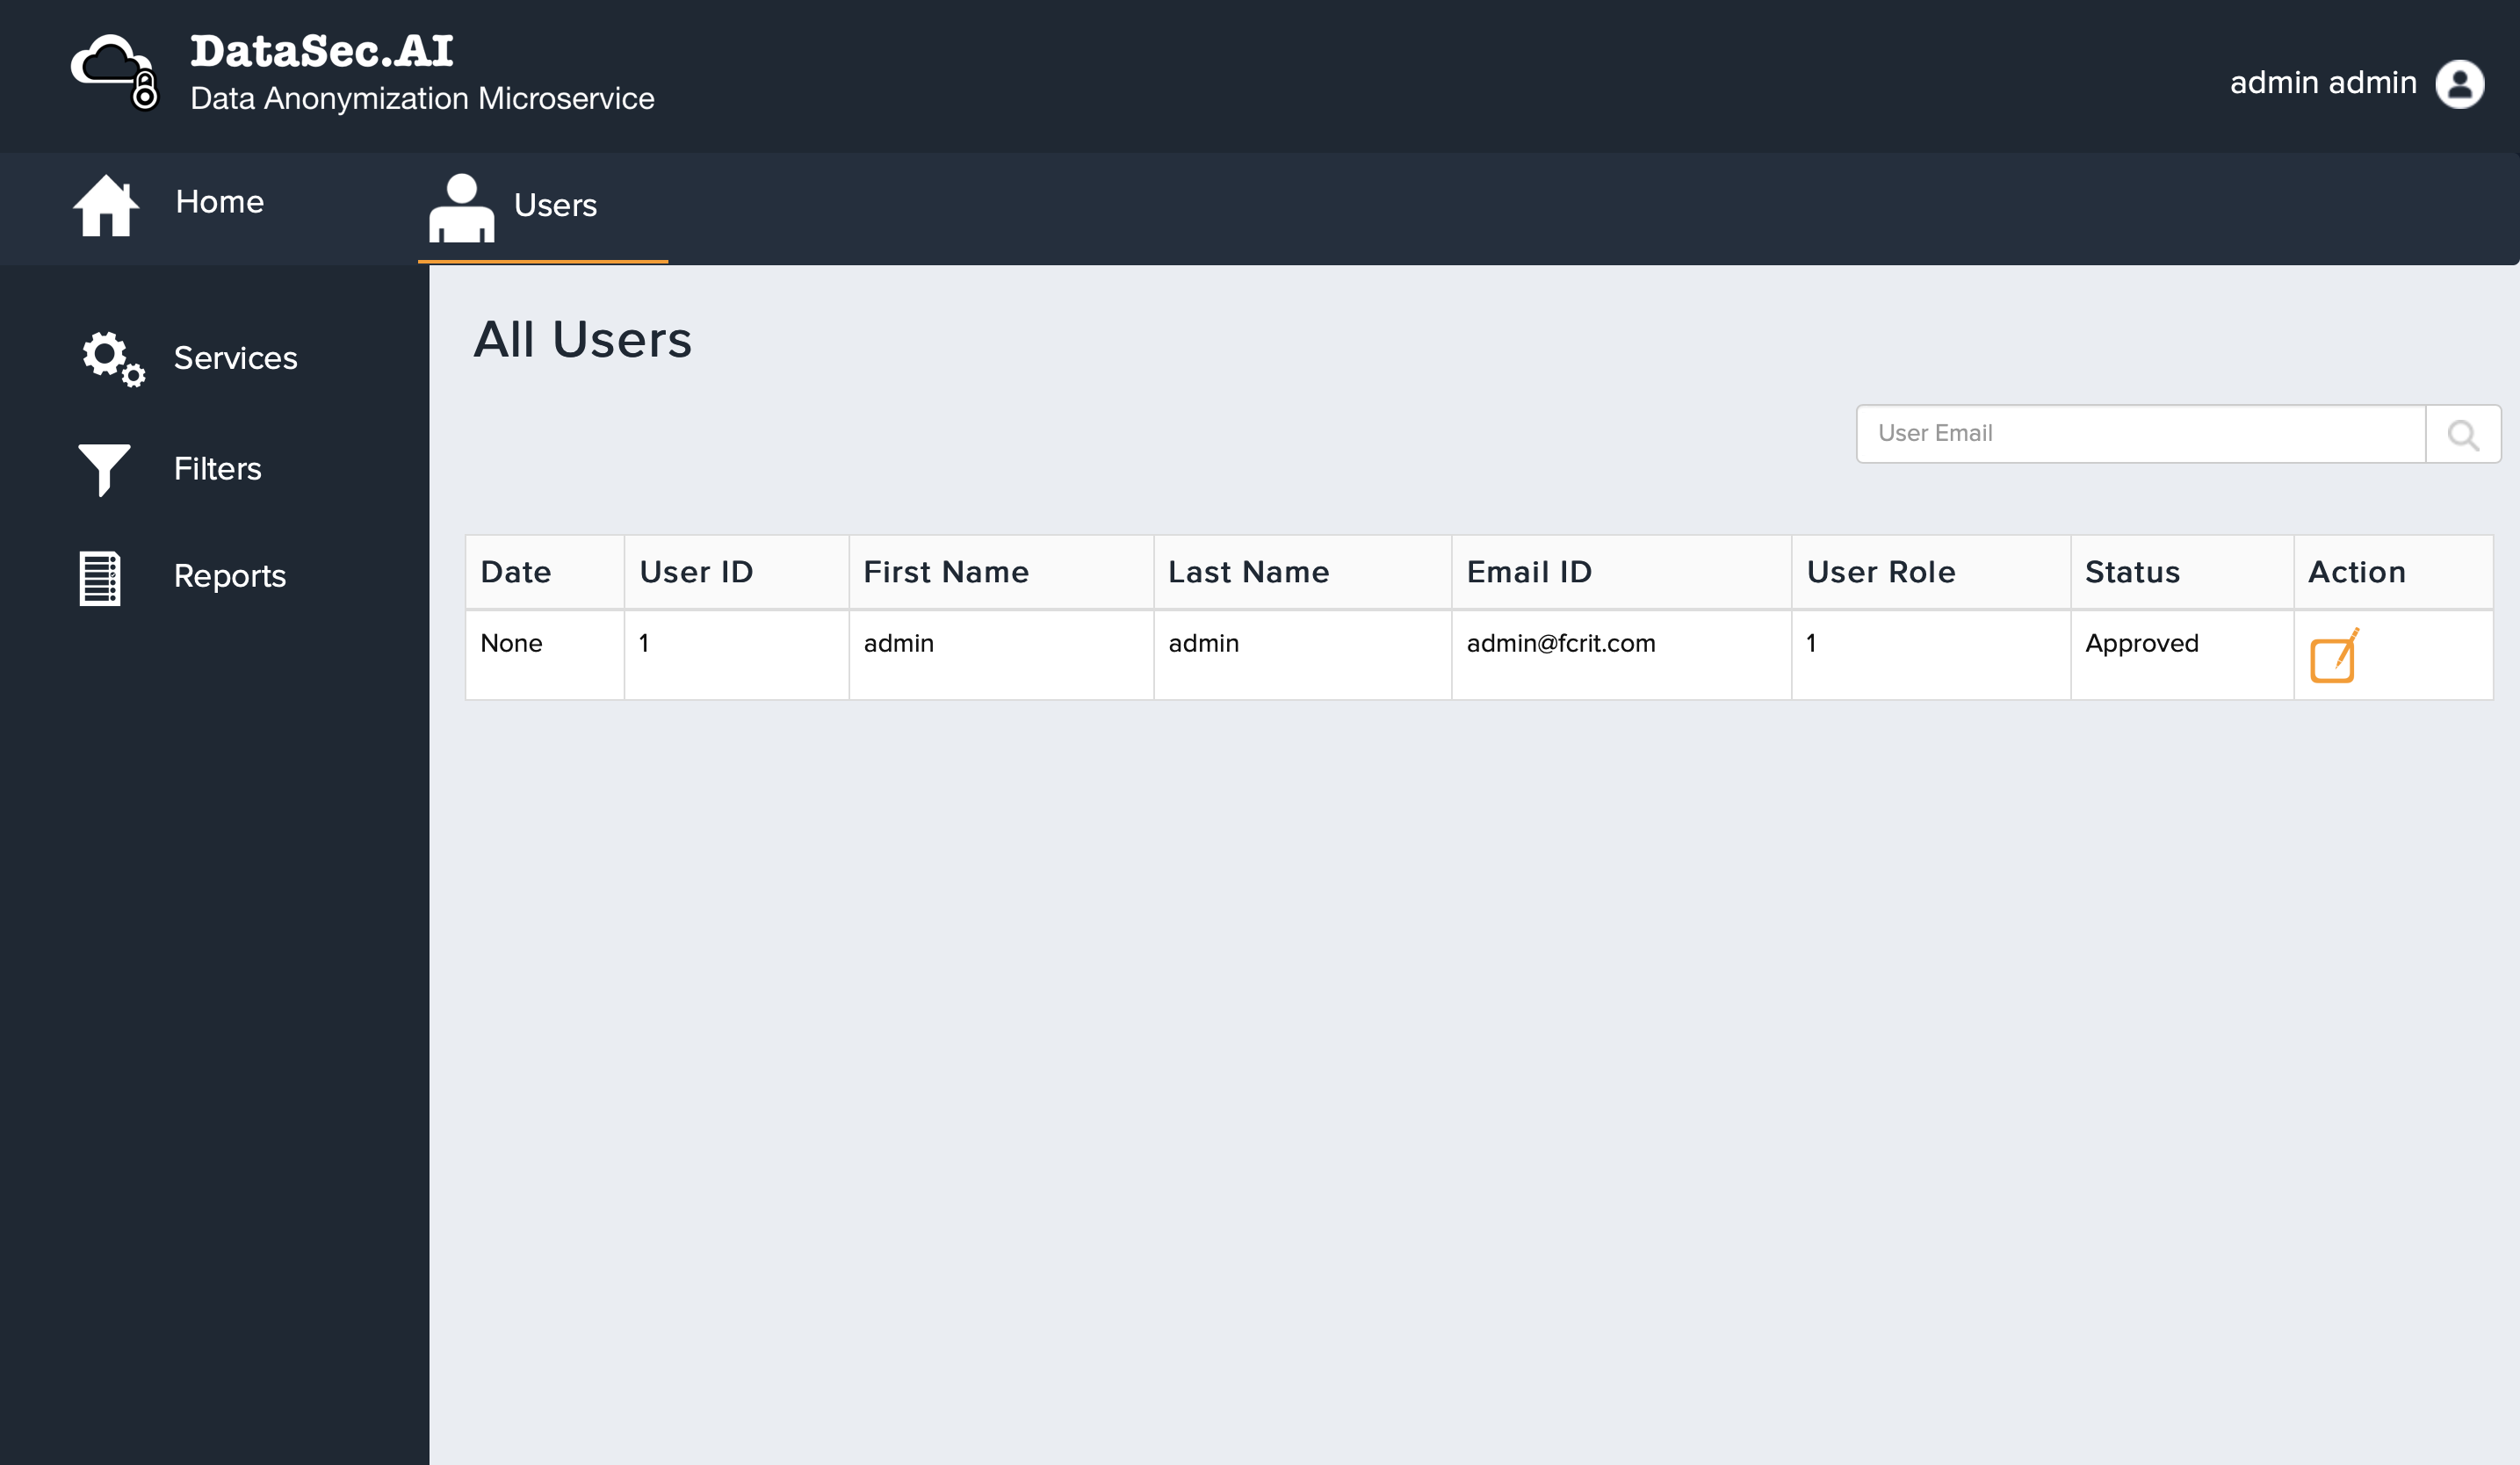 DataSec.AI
Data Anonymization Microservice
admin admin
Home
Users
Services
Filters
Reports
All Users
User Email
Date User ID First Name Last Name Email ID User Role Status Action
None 1 admin admin admin@fcrit.com 1 Approved